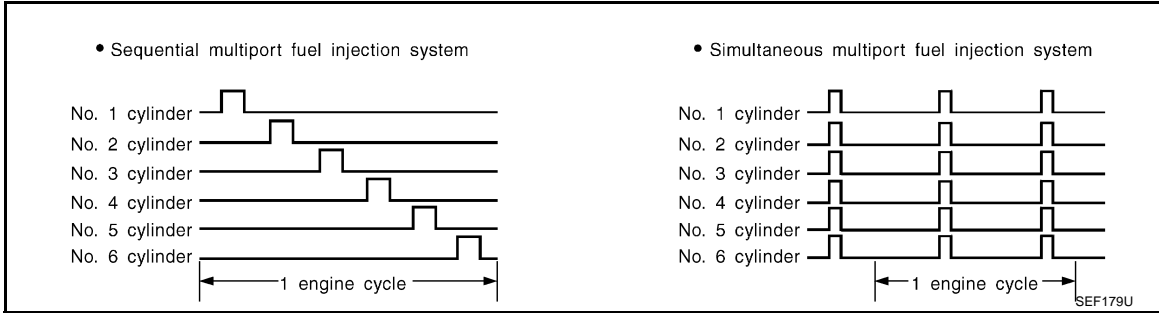 • Sequential multiport fuel injection system
No. 1 cylinder
No. 2 cylinder
No. 3 cylinder
No. 4 cylinder
No. 5 cylinder
No. 6 cylinder
1 engine cycle
• Simultaneous multiport fuel injection system
No. 1 cylinder
No. 2 cylinder
No. 3 cylinder
No. 4 cylinder
No. 5 cylinder
No. 6 cylinder
1 engine cycle
SEF179U